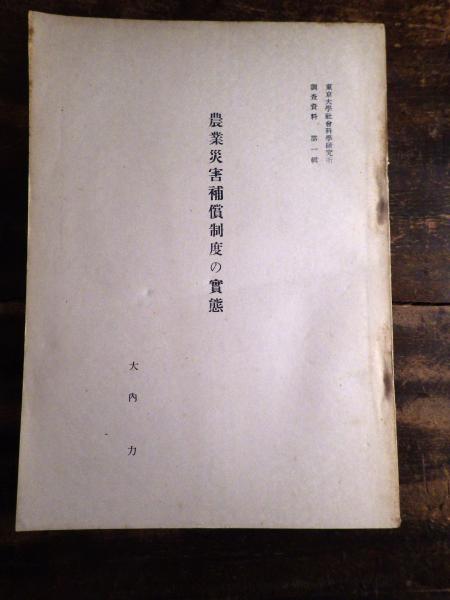 東京大學社會科學研究所
調査資料 第一輯
農業災害補償制度の實態
大內力